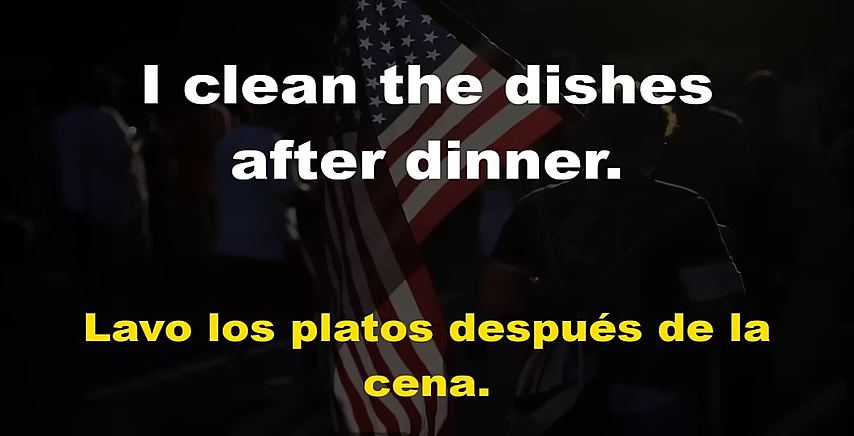 I clean the dishes
after dinner.
Lavo los platos después de la
cena.